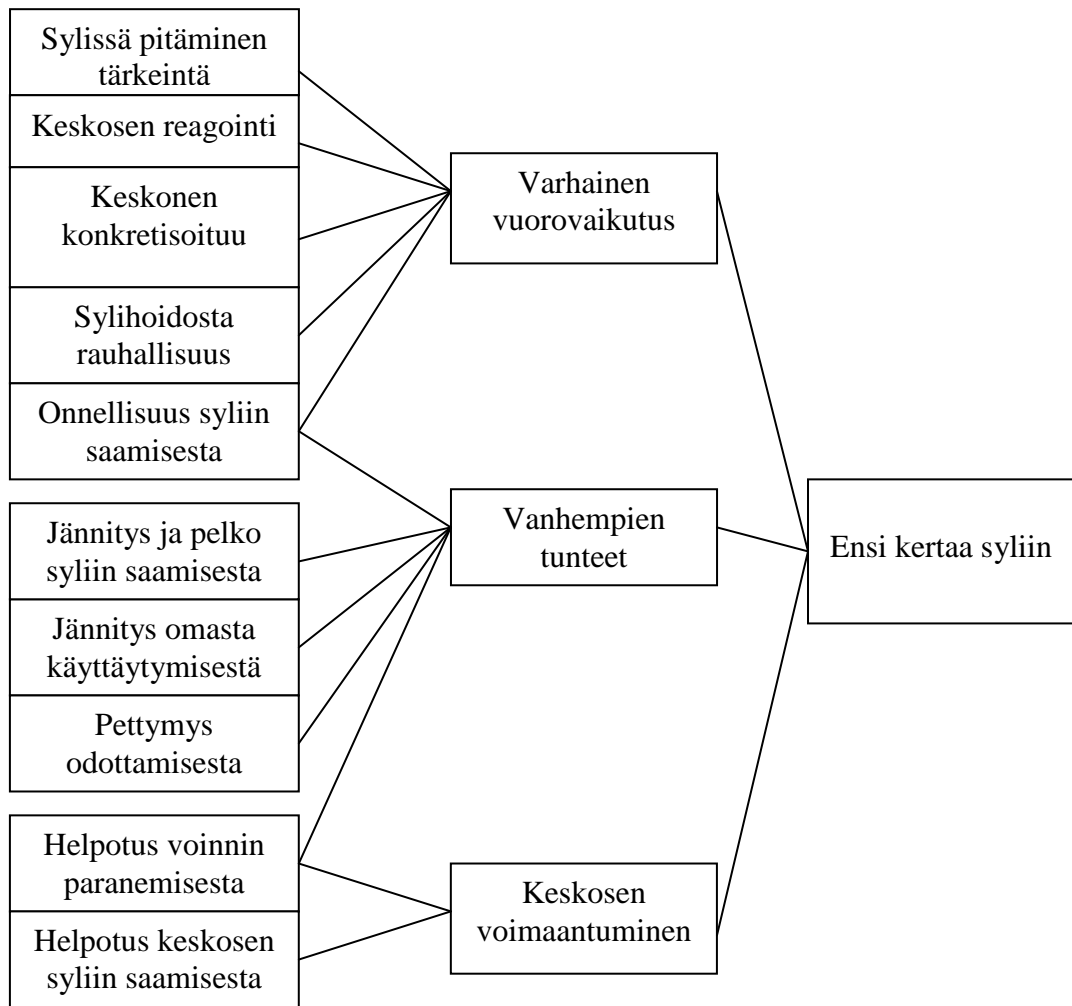 Sylissä pitäminen
tärkeintä
Keskosen reagointi
Keskonen
konkretisoituu
Sylihoidosta
rauhallisuus
Onnellisuus syliin
saamisesta
Jännitys ja pelko
syliin saamisesta
Jännitys omasta
käyttäytymisestä
Pettymys
odottamisesta
Helpotus voinnin
paranemisesta
Helpotus keskosen
syliin saamisesta
Varhainen
vuorovaikutus
Vanhempien
tunteet
Keskosen
voimaantuminen
Ensi kertaa syliin